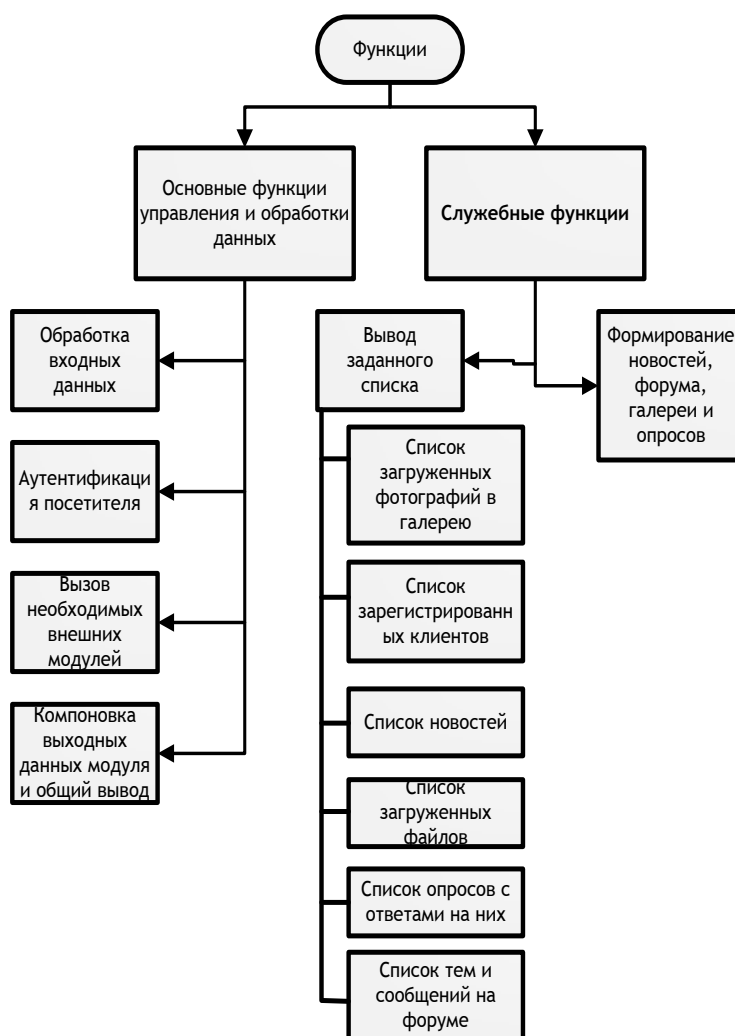 Функции
Основные функции
управления и обработки
данных
Служебные функции
Обработка
входных
данных
Аутентификаци
я посетителя
Вызов
необходимых
внешних
модулей
Компоновка
выходных
данных модуля
и общий вывод
Вывод
заданного
списка
Список
загруженных
фотографий в
галерею
Список
зарегистрированн
ых клиентов
Список новостей
Список
загруженных
файлов
Список опросов с
ответами на них
Список тем и
сообщений на
форуме
Формирование
новостей,
форума,
галереи и
опросов